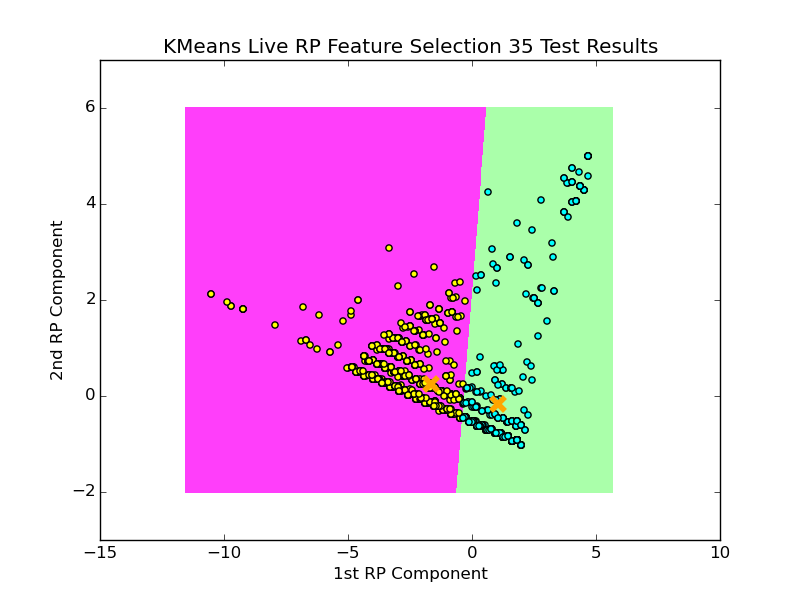 KMeans Live RP Feature Selection 35 Test Results
6
4
2
0
−2
2nd RP Component
−15 −10 −5 0 5 10
1st RP Component